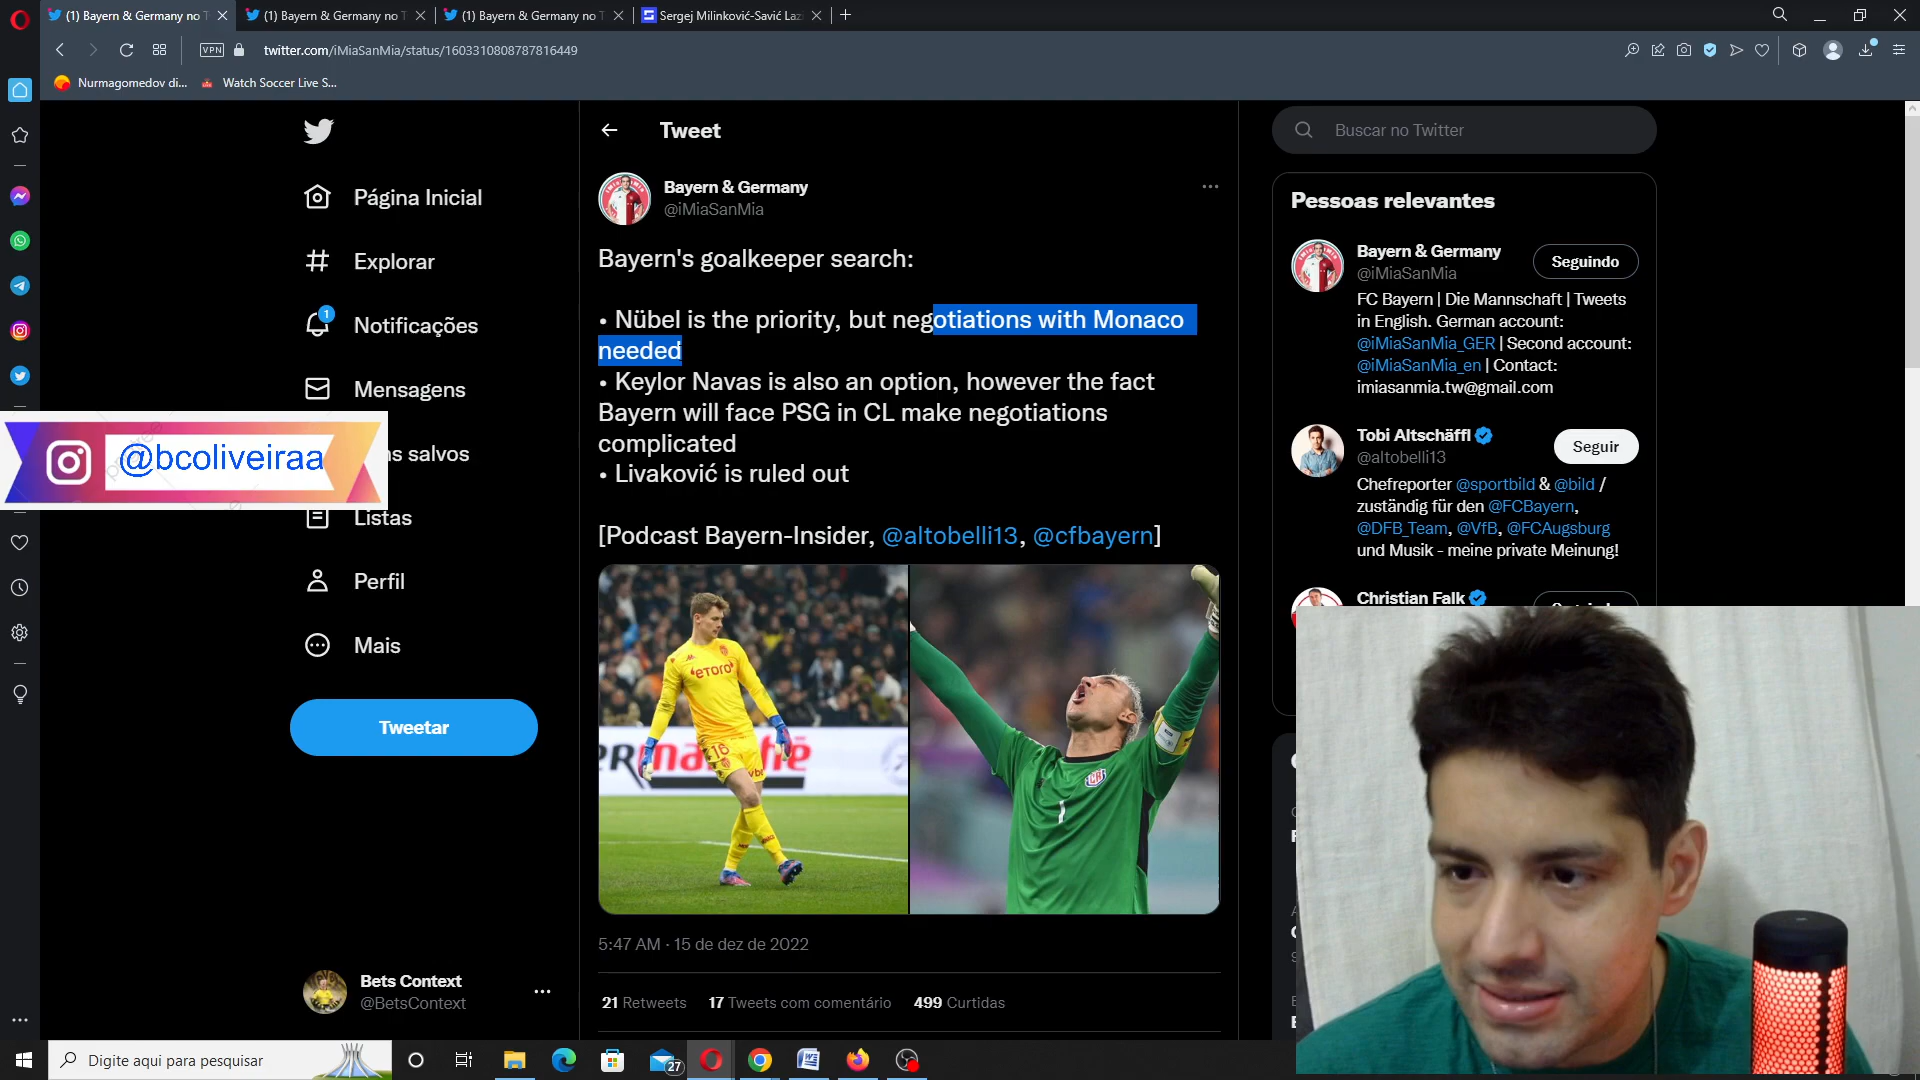 (1) Bayern & Germany no T
(1) Bayern & Germany no T
(1) Bayern & Germany no T
Sergej Milinković-Savić Laz
VPN
twitter.com/iMiaSanMia/status/1603310808787816449
Nurmagomedov di...
Watch Soccer Live S...
Página Inicial
Explorar
1
Notificações
Mensagens
ns salvos
@bcoliveiraa
Listas
Perfil
Mais
Tweetar
Bets Context
@BetsContext
Tweet
Bayern & Germany
@iMiaSanMia
Bayern's goalkeeper search:
• Nübel is the priority, but negotiations with Monaco
needed
• Keylor Navas is also an option, however the fact
Bayern will face PSG in CL make negotiations
complicated
• Livaković is ruled out
[Podcast Bayern-Insider, @altobelli13, @cfbayern]
eToro
16
1
5:47 AM · 15 de dez de 2022
21 Retweets 17 Tweets com comentário 499 Curtidas
Buscar no Twitter
Pessoas relevantes
Bayern & Germany
@iMiaSanMia
Seguindo
FC Bayern | Die Mannschaft | Tweets
in English. German account:
@iMiaSanMia_GER | Second account:
@iMiaSanMia_en | Contact:
imiasanmia.tw@gmail.com
Tobi Altschäffl
@altobelli13
Seguir
Chefreporter @sportbild & @bild /
zuständig für den @FCBayern,
@DFB_Team, @VfB, @FCAugsburg
und Musik - meine private Meinung!
Christian Falk
Digite aqui para pesquisar
27